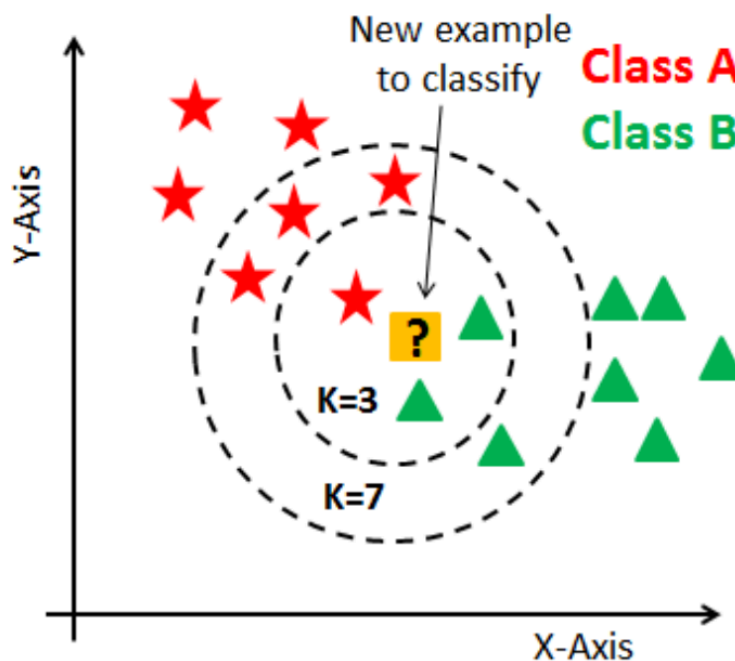 New example
to classify
Class A
Class B
Y-Axis
?
K=3
K=7
X-Axis